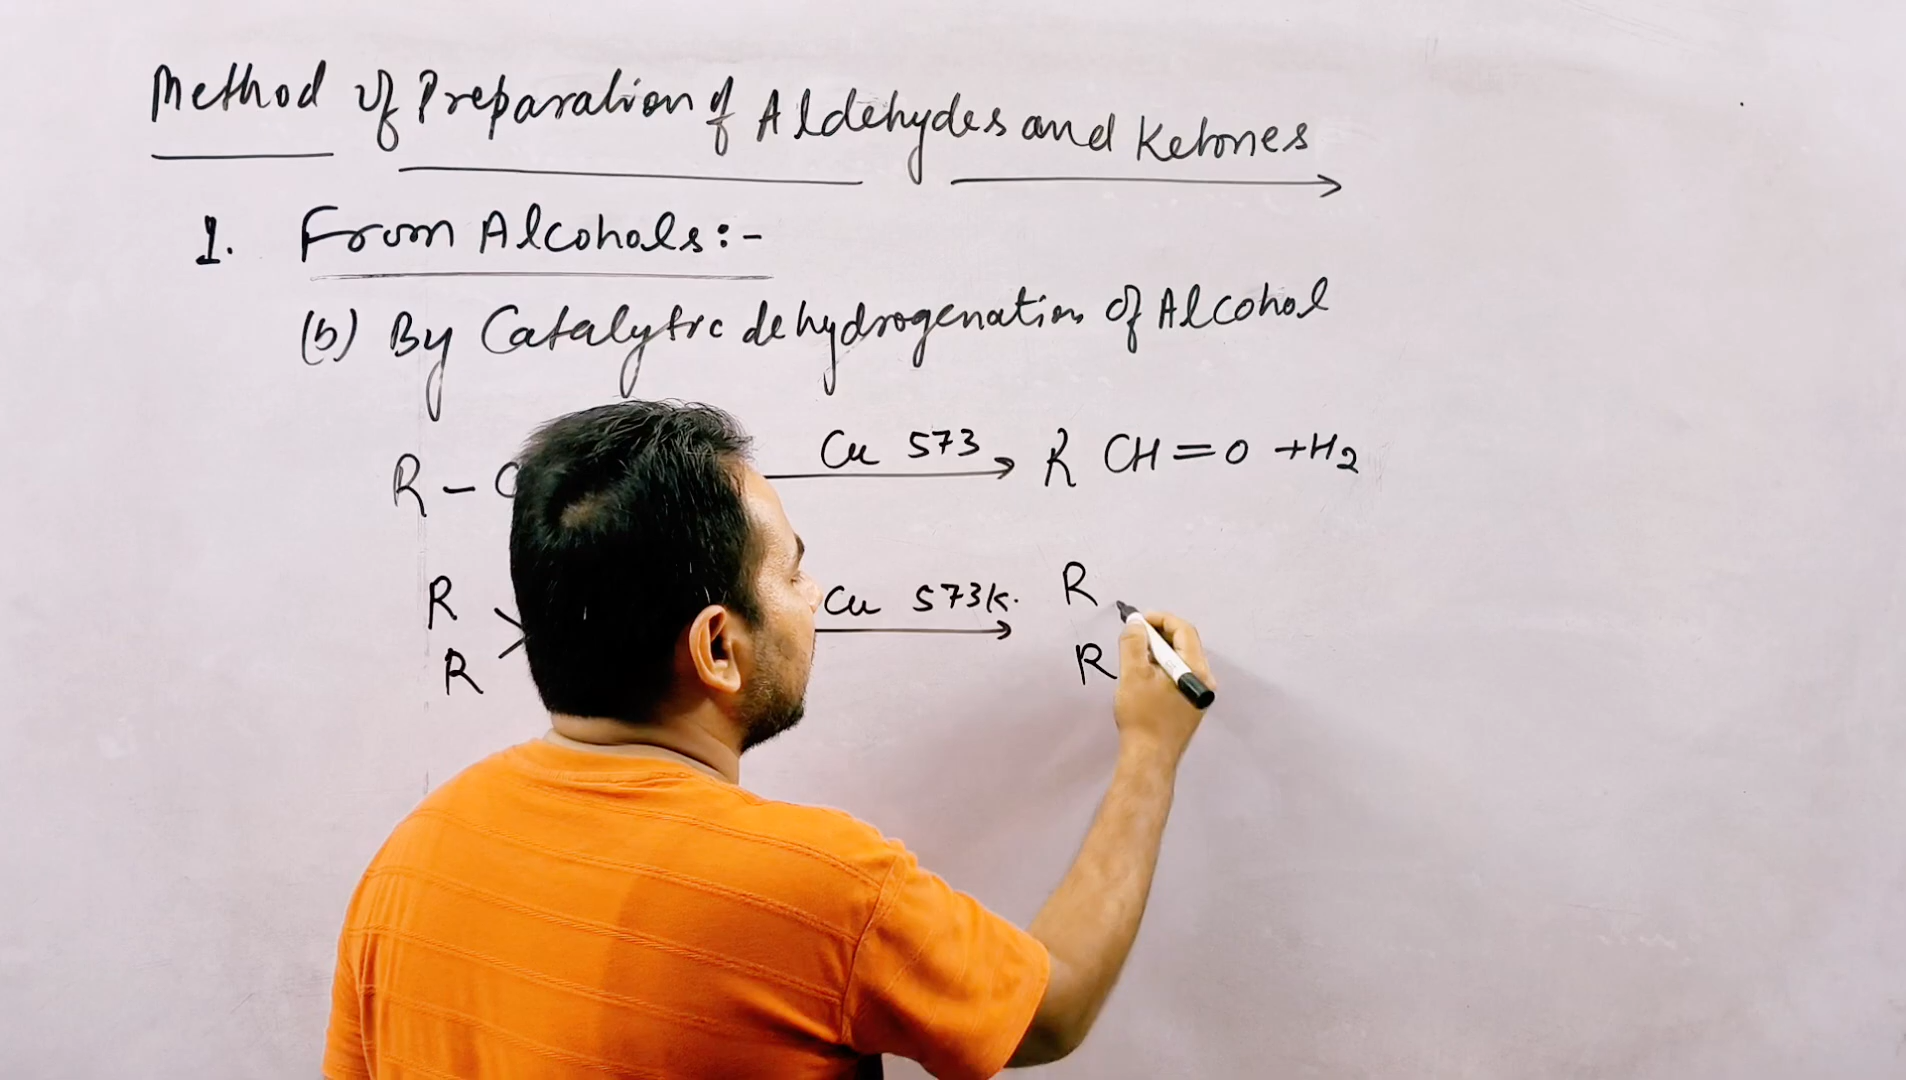 Method of Preparation of Aldehydes and Ketones
1. From Alcohols:-
(b) By Catalytic dehydrogenation of Alcohol
R - C Cu 573 R CH=O +H2
R Cu 573K. R
R R